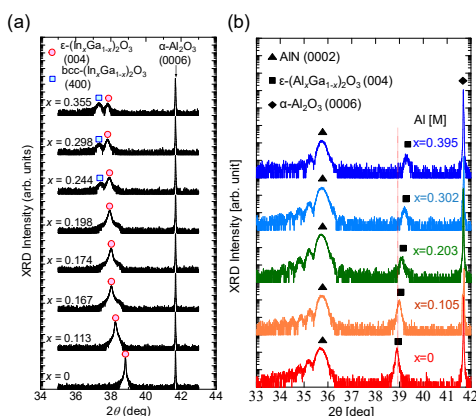 (a)
ε-(InxGa1-x)2O3
(004)
bcc-(InxGa1-x)2O3
(400)
α-Al2O3
(0006)
x = 0.355
x = 0.298
x = 0.244
x = 0.198
x = 0.174
x = 0.167
x = 0.113
x = 0
XRD Intensity (arb. units)
34 36 38 40 42 44
2θ (deg)
(b)
AlN (0002)
ε-(AlxGa1-x)2O3 (004)
α-Al2O3 (0006)
Al [M]
x=0.395
x=0.302
x=0.203
x=0.105
x=0
XRD Intensity [arb. unit]
33 34 35 36 37 38 39 40 41 42
2θ [deg]